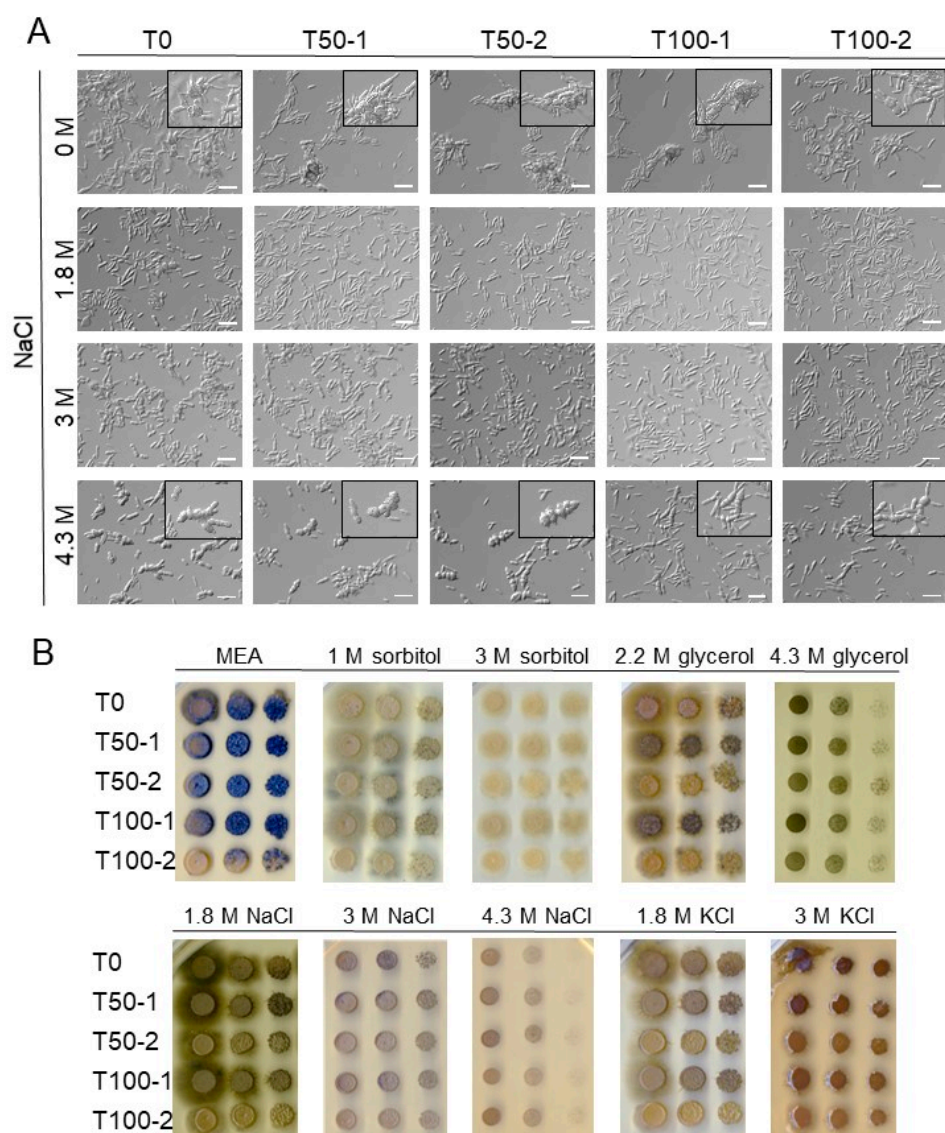 A
T0 T50-1 T50-2 T100-1 T100-2
NaCl
0 M
1.8 M
3 M
4.3 M
B
MEA 1 M sorbitol 3 M sorbitol 2.2 M glycerol 4.3 M glycerol
T0
T50-1
T50-2
T100-1
T100-2
1.8 M NaCl 3 M NaCl 4.3 M NaCl 1.8 M KCl 3 M KCl
T0
T50-1
T50-2
T100-1
T100-2